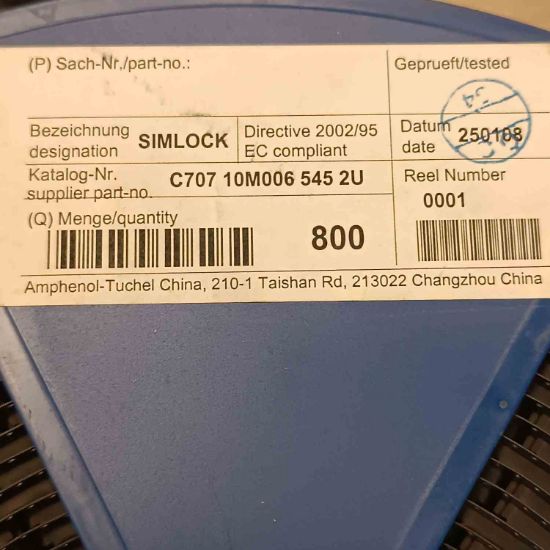 (P) Sach-Nr./part-no.:
Geprueft/tested
Bezeichnung
designation
SIMLOCK
Directive 2002/95
EC compliant
Datum
date
250108
Katalog-Nr.
supplier part-no.
C707 10M006 545 2U
Reel Number
0001
(Q) Menge/quantity
800
Amphenol-Tuchel China, 210-1 Taishan Rd, 213022 Changzhou China